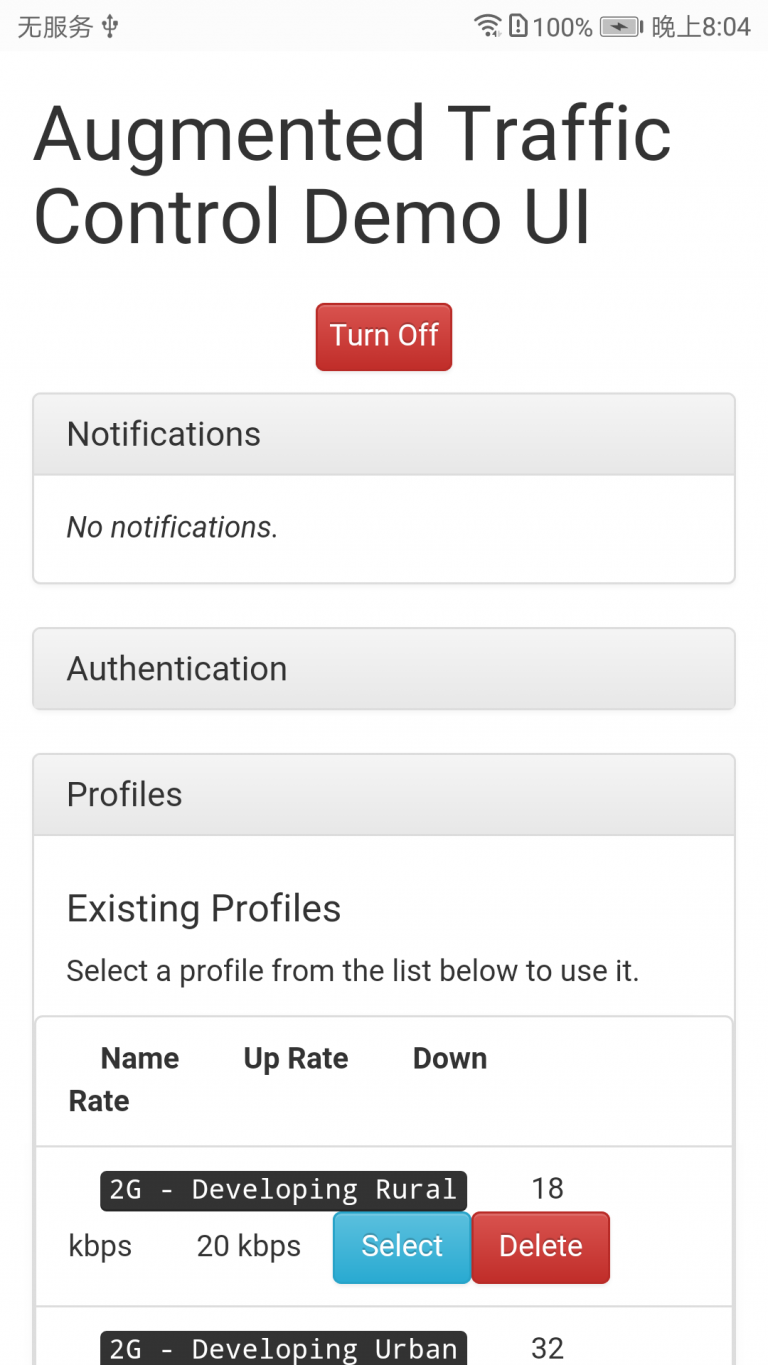 无服务 100% 晚上8:04
Augmented Traffic
Control Demo UI
Turn Off
Notifications
No notifications.
Authentication
Profiles
Existing Profiles
Select a profile from the list below to use it.
Name Up Rate Down
Rate
2G - Developing Rural 18
kbps 20 kbps Select Delete
2G - Developing Urban 32